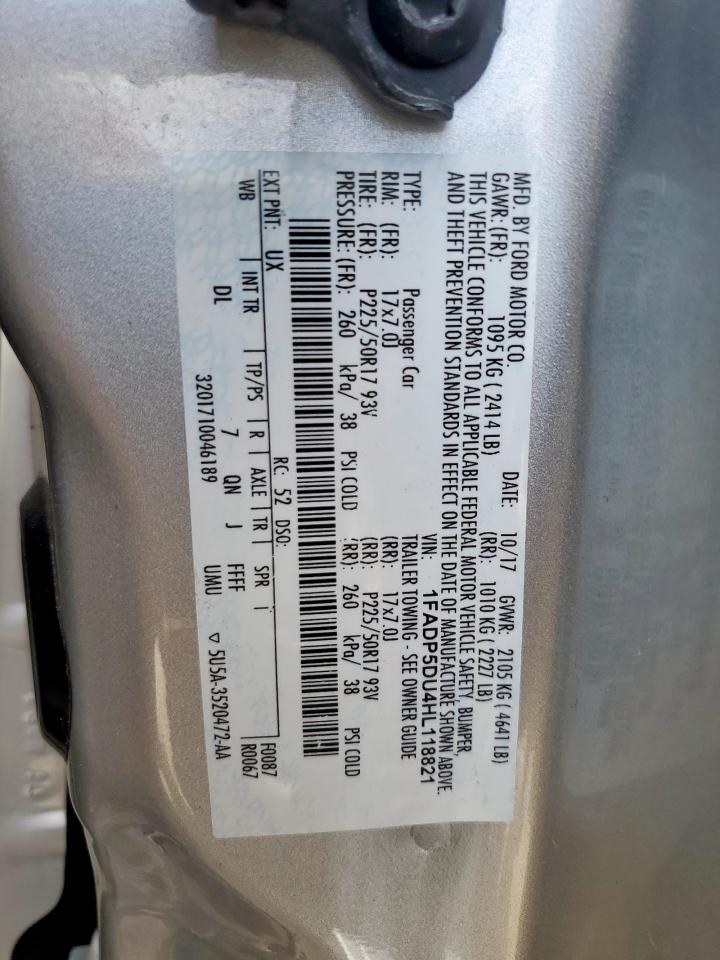 MFD. BY FORD MOTOR CO. DATE: 10/17 GVWR: 2105 KG ( 4641 LB)
GAWR: (FR): 1095 KG ( 2414 LB) (RR): 1010 KG ( 2227 LB)
THIS VEHICLE CONFORMS TO ALL APPLICABLE FEDERAL MOTOR VEHICLE SAFETY, BUMPER,
AND THEFT PREVENTION STANDARDS IN EFFECT ON THE DATE OF MANUFACTURE SHOWN ABOVE.
VIN: 1FADP5DU4HL118821
TYPE: Passenger Car TRAILER TOWING - SEE OWNER GUIDE
RIM: (FR): 17x7.0J (RR): 17x7.0J
TIRE: (FR): P225/50R17 93V (RR): P225/50R17 93V
PRESSURE: (FR): 260 kPa/ 38 PSI COLD (RR): 260 kPa/ 38 PSI COLD
EXT PNT: UX RC: 52 DSO: F0087
WB INT TR TP/PS R AXLE TR SPR R0067
DL 7 QN J FFFF UMU
3201710046189 ▽ 5U5A-3520472-AA